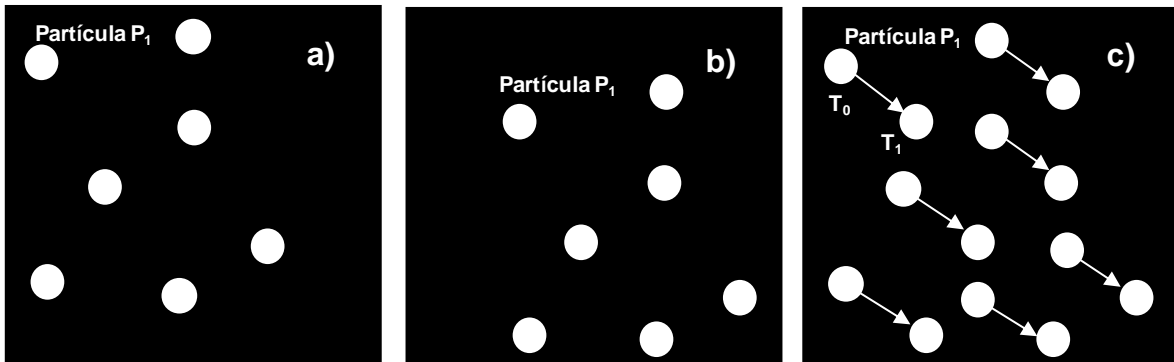 Partícula P₁
a)
Partícula P₁
b)
Partícula P₁
c)
T₀
T₁